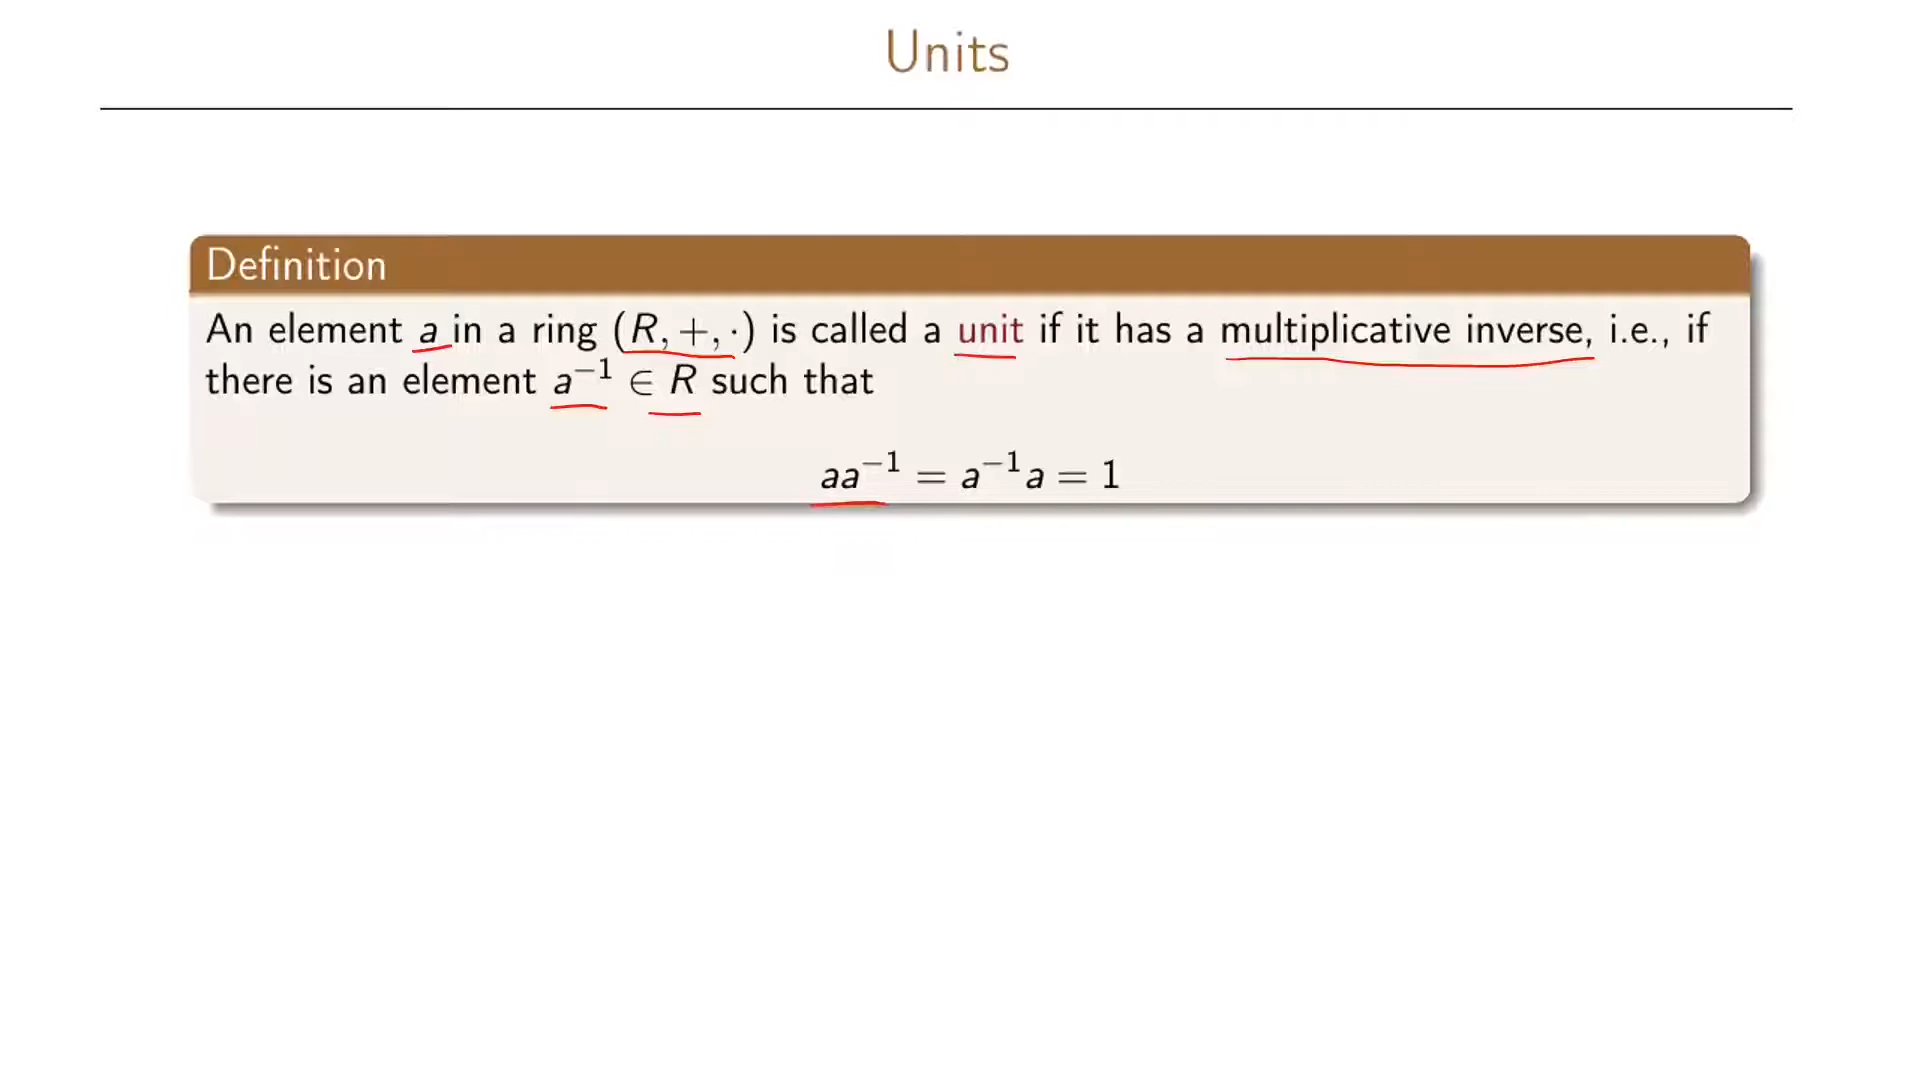 Units
Definition
An element a in a ring (R, +, ·) is called a unit if it has a multiplicative inverse, i.e., if
there is an element a⁻¹ ∈ R such that
aa⁻¹ = a⁻¹a = 1